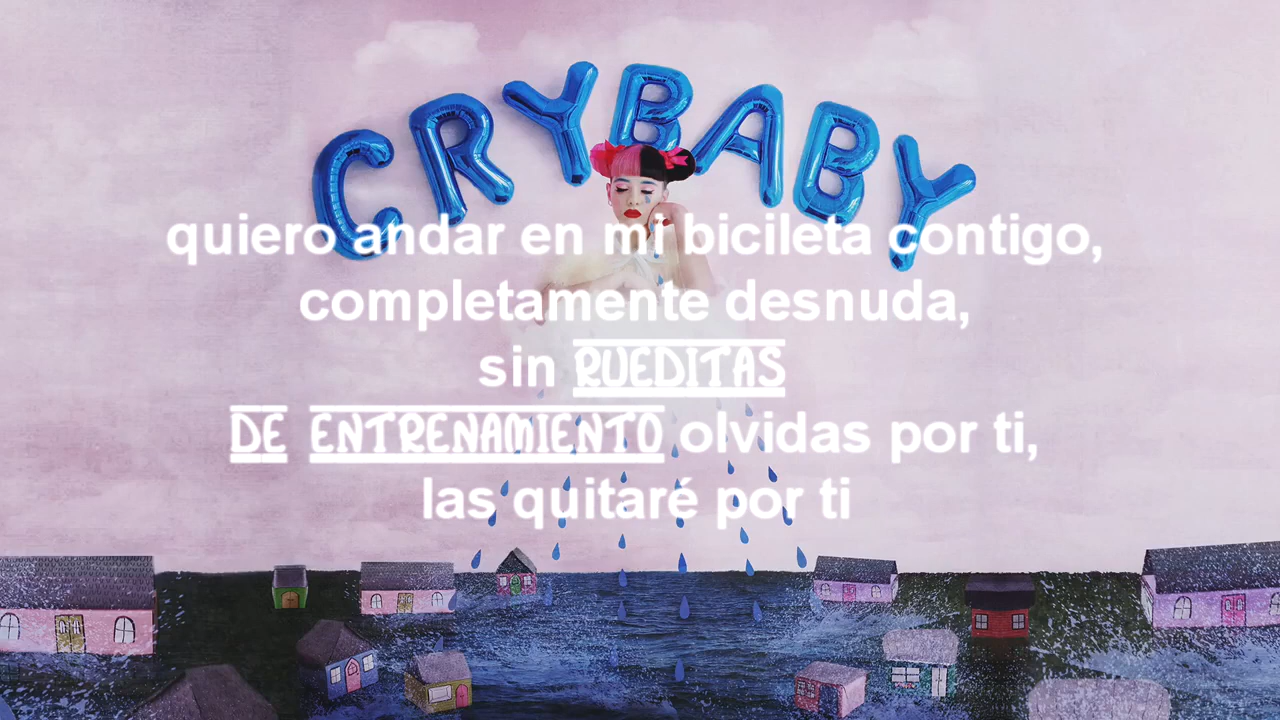 CRYBABY
quiero andar en mi bicileta contigo,
completamente desnuda,
sin RUEDITAS
DE ENTRENAMIENTO olvidas por ti,
las quitaré por ti